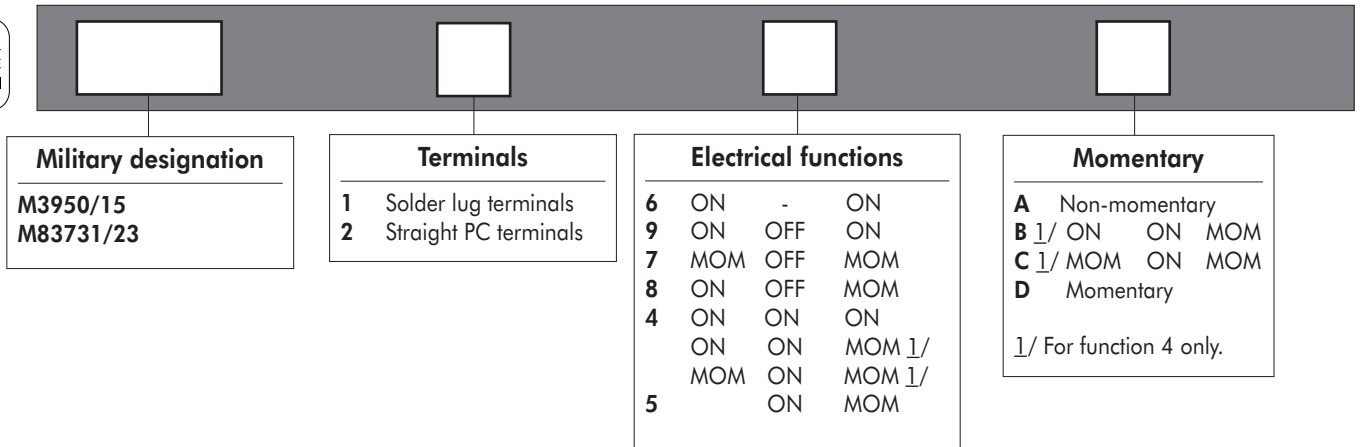 Military designation
M3950/15
M83731/23
Terminals
1 Solder lug terminals
2 Straight PC terminals
Electrical functions
6 ON - ON
9 ON OFF ON
7 MOM OFF MOM
8 ON OFF MOM
4 ON ON ON
ON ON MOM 1/
MOM ON MOM 1/
5 ON MOM
Momentary
A Non-momentary
B 1/ ON ON MOM
C 1/ MOM ON MOM
D Momentary
1/ For function 4 only.